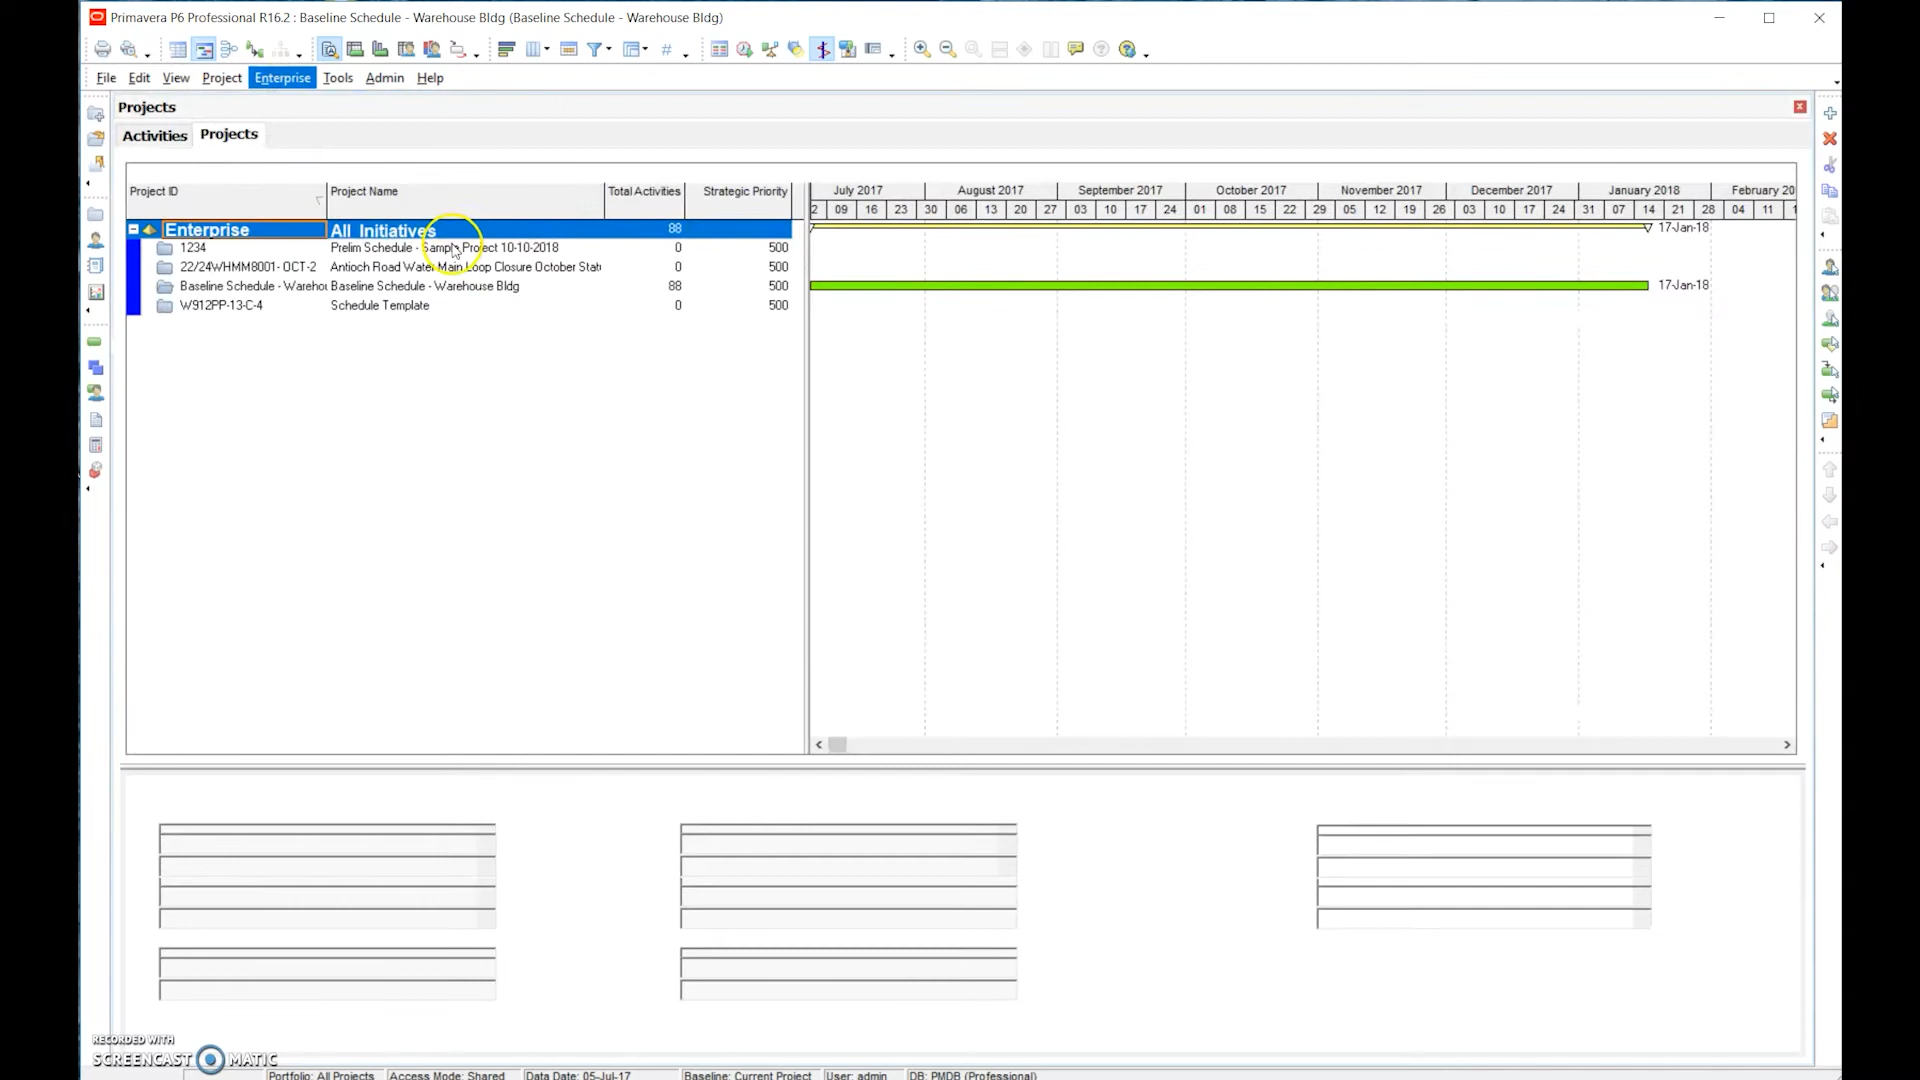 Primavera P6 Professional R16.2 : Baseline Schedule - Warehouse Bldg (Baseline Schedule - Warehouse Bldg)
File Edit View Project Enterprise Tools Admin Help
Projects
Activities Projects
Project ID Project Name Total Activities Strategic Priority
July 2017 August 2017 September 2017 October 2017 November 2017 December 2017 January 2018 February 20
2 09 16 23 30 06 13 20 27 03 10 17 24 01 08 15 22 29 05 12 19 26 03 10 17 24 31 07 14 21 28 04 11
Enterprise All Initiatives 88 17-Jan-18
1234 Prelim Schedule - Sample Project 10-10-2018 0 500
22/24WHMM8001- OCT-2 Antioch Road Water Main Loop Closure October Statu 0 500
Baseline Schedule - Warehou Baseline Schedule - Warehouse Bldg 88 500 17-Jan-18
W912PP-13-C-4 Schedule Template 0 500
RECORDED WITH
SCREENCAST MATIC
Portfolio: All Projects Access Mode: Shared Data Date: 05-Jul-17 Baseline: Current Project User: admin DB: PMDB (Professional)